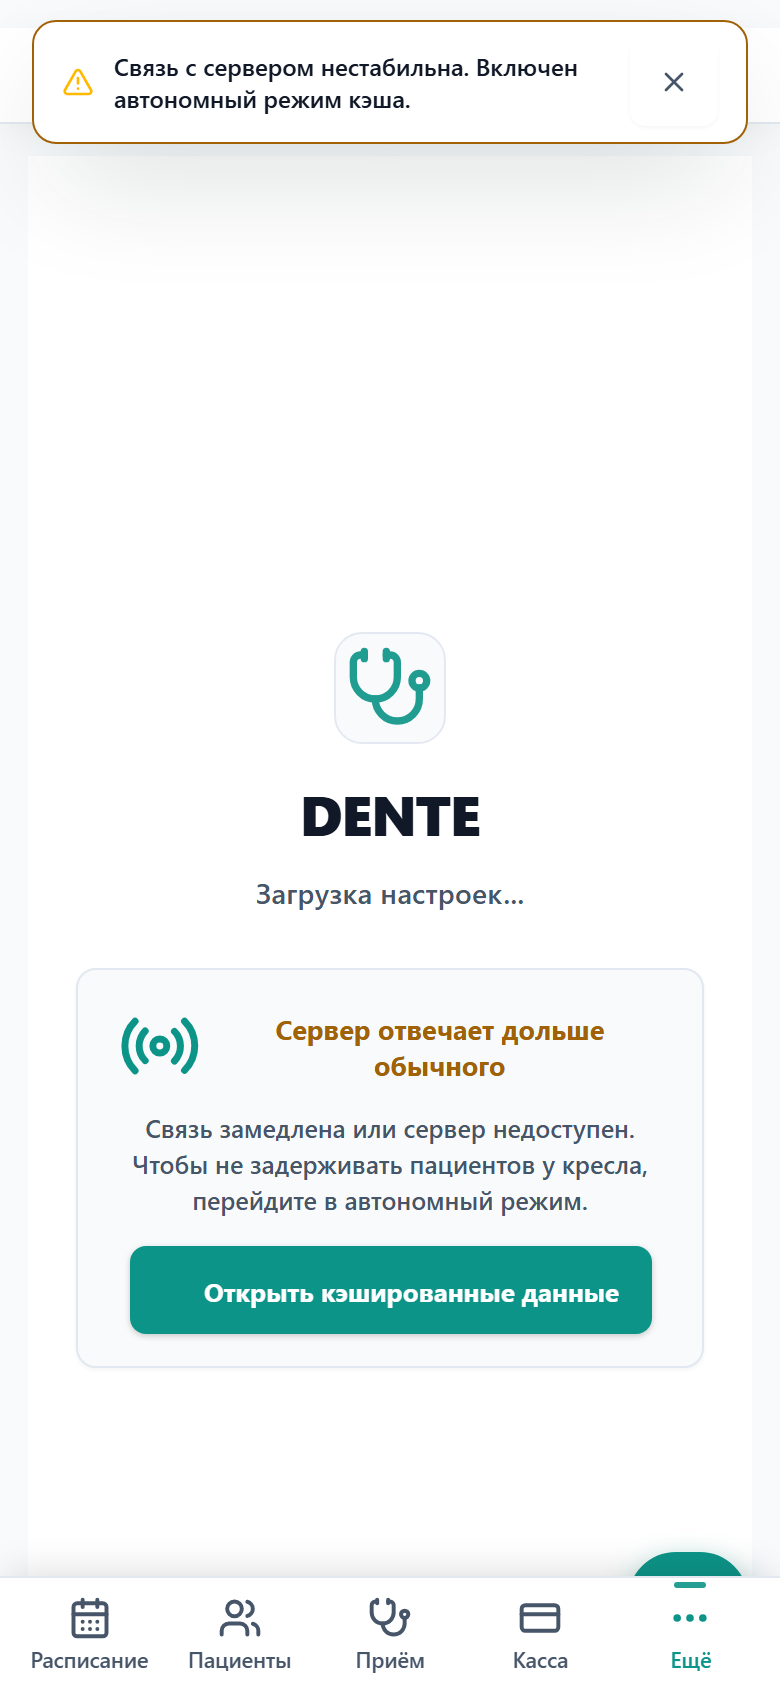 Связь с сервером нестабильна. Включен
автономный режим кэша.
DENTE
Загрузка настроек...
Сервер отвечает дольше
обычного
Связь замедлена или сервер недоступен.
Чтобы не задерживать пациентов у кресла,
перейдите в автономный режим.
Открыть кэшированные данные
Расписание
Пациенты
Приём
Касса
Ещё